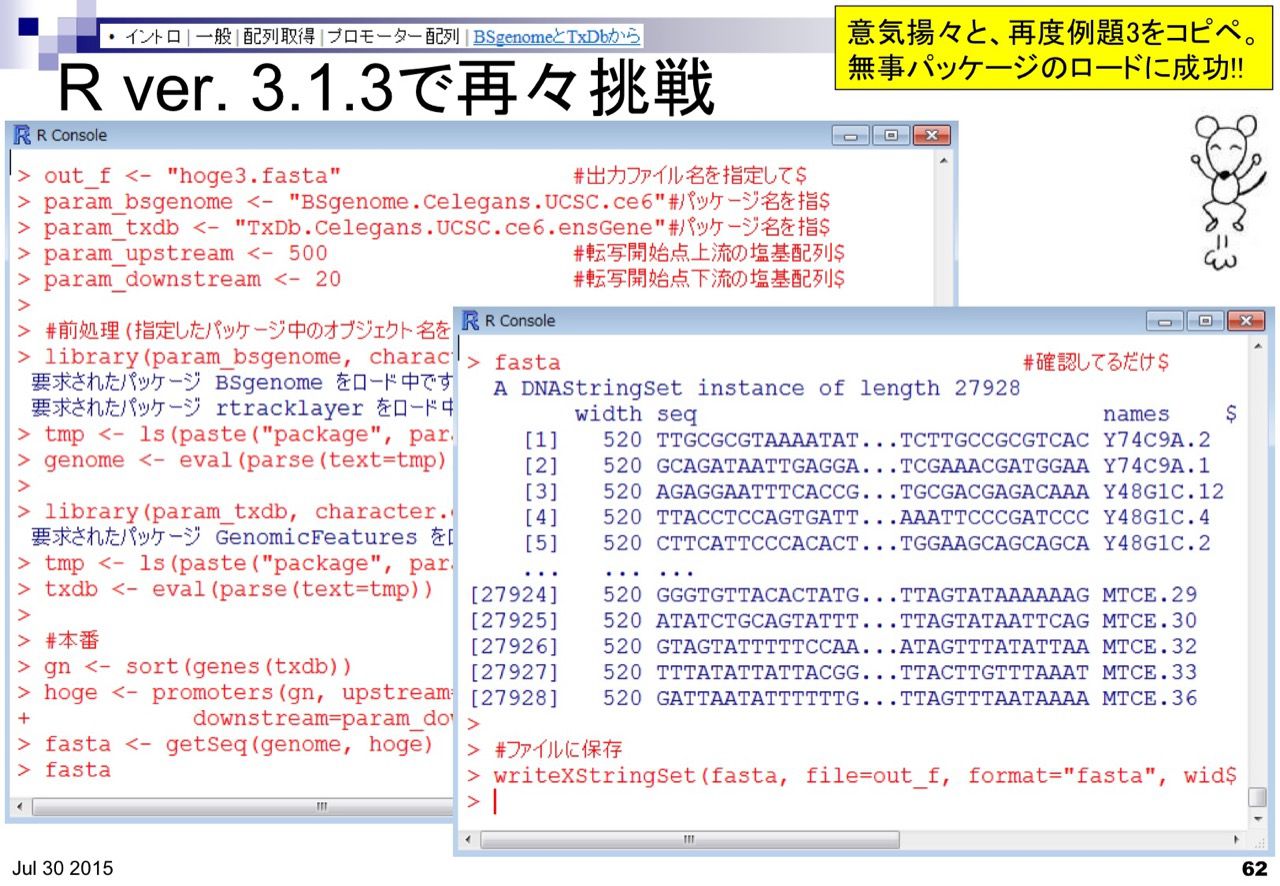 • イントロ | 一般 | 配列取得 | プロモーター配列 | BSgenomeとTxDbから
意気揚々と、再度例題3をコピペ。
無事パッケージのロードに成功!!
R ver. 3.1.3で再々挑戦
R Console
> out_f <- "hoge3.fasta" #出力ファイル名を指定して$
> param_bsgenome <- "BSgenome.Celegans.UCSC.ce6"#パッケージ名を指$
> param_txdb <- "TxDb.Celegans.UCSC.ce6.ensGene"#パッケージ名を指$
> param_upstream <- 500 #転写開始点上流の塩基配列$
> param_downstream <- 20 #転写開始点下流の塩基配列$
>
> #前処理(指定したパッケージ中のオブジェクト名を
> library(param_bsgenome, charac
要求されたパッケージ BSgenome をロード中です
要求されたパッケージ rtracklayer をロード中
> tmp <- ls(paste("package", par
> genome <- eval(parse(text=tmp)
>
> library(param_txdb, character.
要求されたパッケージ GenomicFeatures を
> tmp <- ls(paste("package", par
> txdb <- eval(parse(text=tmp))
>
> #本番
> gn <- sort(genes(txdb))
> hoge <- promoters(gn, upstream=
+ downstream=param_dow
> fasta <- getSeq(genome, hoge)
> fasta
R Console
> fasta #確認してるだけ$
A DNAStringSet instance of length 27928
width seq names $
[1] 520 TTGCGCGTAAAATAT...TCTTGCCGCGTCAC Y74C9A.2
[2] 520 GCAGATAATTGAGGA...TCGAAACGATGGAA Y74C9A.1
[3] 520 AGAGGAATTTCACCG...TGCGACGAGACAAA Y48G1C.12
[4] 520 TTACCTCCAGTGATT...AAATTCCCGATCCC Y48G1C.4
[5] 520 CTTCATTCCCACACT...TGGAAGCAGCAGCA Y48G1C.2
... ... ...
[27924] 520 GGGTGTTACACTATG...TTAGTATAAAAAAG MTCE.29
[27925] 520 ATATCTGCAGTATTT...TTAGTATAATTCAG MTCE.30
[27926] 520 GTAGTATTTTTCCAA...ATAGTTTATATTAA MTCE.32
[27927] 520 TTTATATTATTACGG...TTACTTGTTTAAAT MTCE.33
[27928] 520 GATTAATATTTTTTG...TTAGTTTAATAAAA MTCE.36
>
> #ファイルに保存
> writeXStringSet(fasta, file=out_f, format="fasta", wid$
>
Jul 30 2015
62